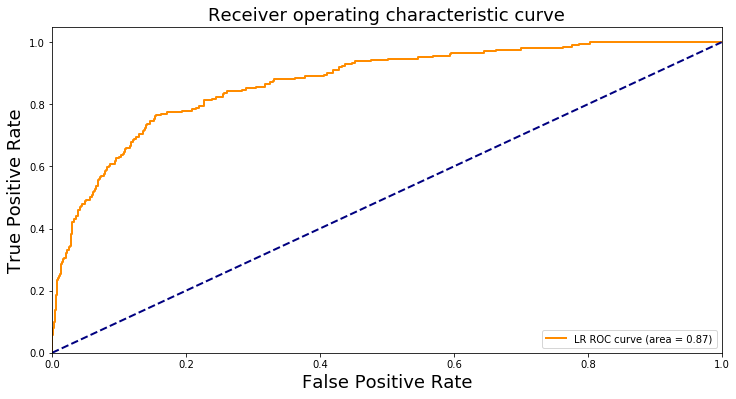 Receiver operating characteristic curve
True Positive Rate
1.0
0.8
0.6
0.4
0.2
0.0
LR ROC curve (area = 0.87)
0.0 0.2 0.4 0.6 0.8 1.0
False Positive Rate